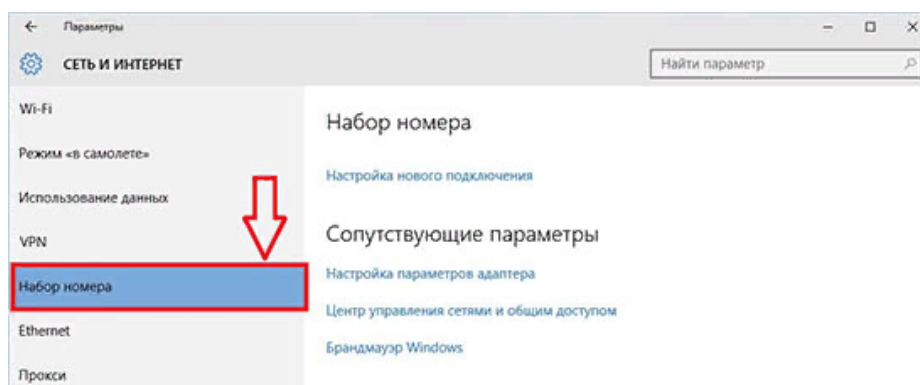 Параметры
СЕТЬ И ИНТЕРНЕТ
Найти параметр
Wi-Fi
Режим «в самолете»
Использование данных
VPN
Набор номера
Ethernet
Прокси
Набор номера
Настройка нового подключения
Сопутствующие параметры
Настройка параметров адаптера
Центр управления сетями и общим доступом
Брандмауэр Windows